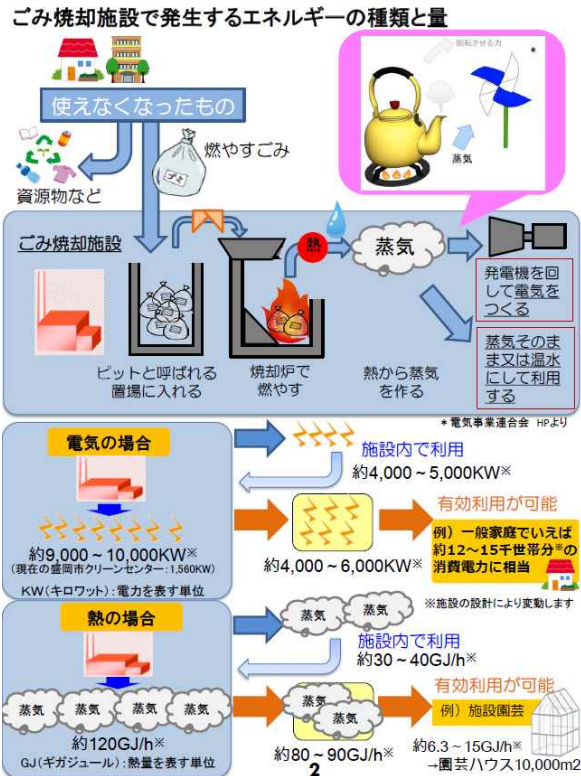 ごみ焼却施設で発生するエネルギーの種類と量
使えなくなったもの
燃やすごみ
ゴミ
資源物など
回転させる力
*
蒸気
ごみ焼却施設
熱
蒸気
発電機を回
して電気を
つくる
蒸気そのま
ま又は温水
にして利用
する
ピットと呼ばれる
置場に入れる
焼却炉で
燃やす
熱から蒸気
を作る
*電気事業連合会 HPより
電気の場合
施設内で利用
約4,000~5,000KW※
約9,000~10,000KW※
(現在の盛岡市クリーンセンター:1,560KW)
KW(キロワット):電力を表す単位
約4,000~6,000KW※
有効利用が可能
例)一般家庭でいえば
約12~15千世帯分※の
消費電力に相当
※施設の設計により変動します
熱の場合
蒸気
蒸気
施設内で利用
約30~40GJ/h※
蒸気
蒸気
蒸気
蒸気
約120GJ/h※
GJ(ギガジュール):熱量を表す単位
蒸気
蒸気
約80~90GJ/h※
有効利用が可能
例)施設園芸
約6.3~15GJ/h※
→園芸ハウス10,000m2
2